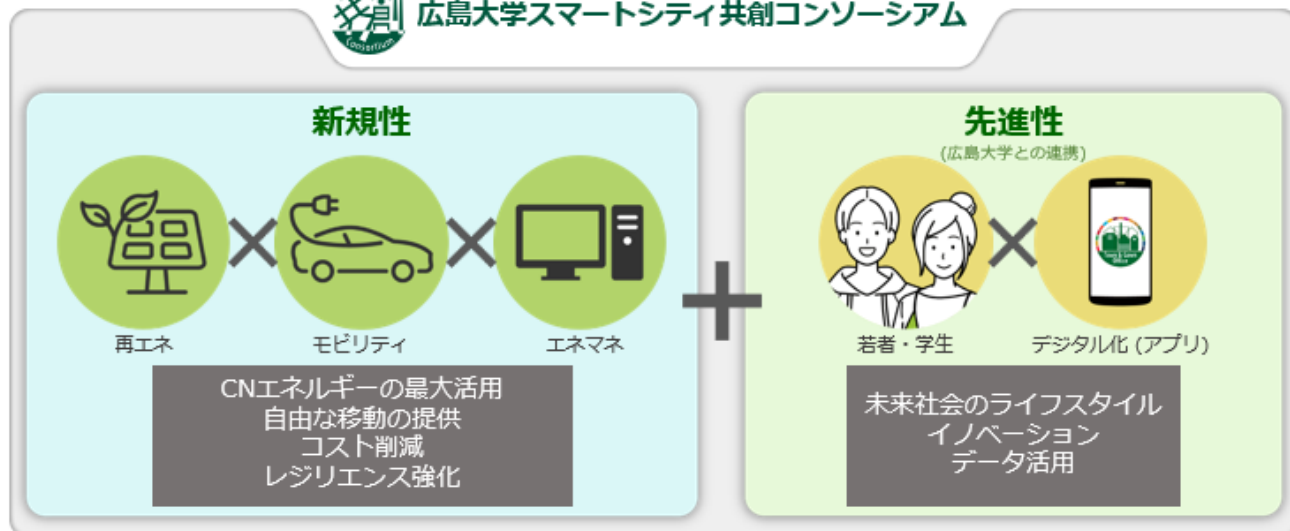 共創 広島大学スマートシティ共創コンソーシアム
Consortium
新規性
先進性
(広島大学との連携)
再エネ
モビリティ
エネマネ
若者・学生
デジタル化 (アプリ)
CNエネルギーの最大活用
自由な移動の提供
コスト削減
レジリエンス強化
未来社会のライフスタイル
イノベーション
データ活用